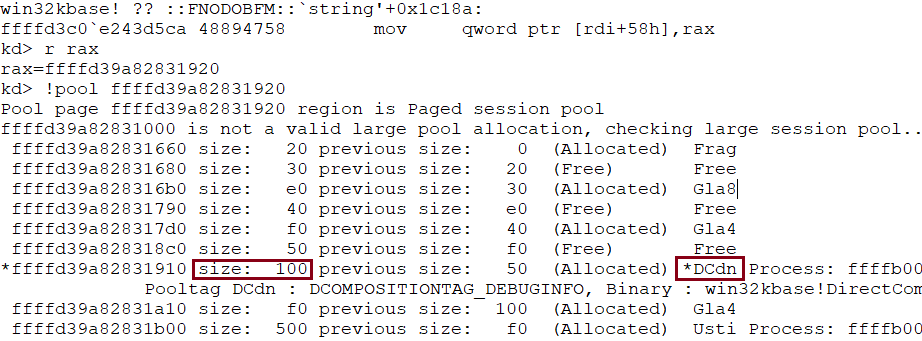 win32kbase! ?? ::FNODOBFM::`string'+0x1c18a:
ffffd3c0`e243d5ca 48894758 mov qword ptr [rdi+58h],rax
kd> r rax
rax=ffffd39a82831920
kd> !pool ffffd39a82831920
Pool page ffffd39a82831920 region is Paged session pool
ffffd39a82831000 is not a valid large pool allocation, checking large session pool..
ffffd39a82831660 size: 20 previous size: 0 (Allocated) Frag
ffffd39a82831680 size: 30 previous size: 20 (Free) Free
ffffd39a828316b0 size: e0 previous size: 30 (Allocated) Gla8
ffffd39a82831790 size: 40 previous size: e0 (Free) Free
ffffd39a828317d0 size: f0 previous size: 40 (Allocated) Gla4
ffffd39a828318c0 size: 50 previous size: f0 (Free) Free
*ffffd39a82831910 size: 100 previous size: 50 (Allocated) *DCdn Process: ffffb00
Pooltag DCdn : DCOMPOSITIONTAG_DEBUGINFO, Binary : win32kbase!DirectCom
ffffd39a82831a10 size: f0 previous size: 100 (Allocated) Gla4
ffffd39a82831b00 size: 500 previous size: f0 (Allocated) Usti Process: ffffb00